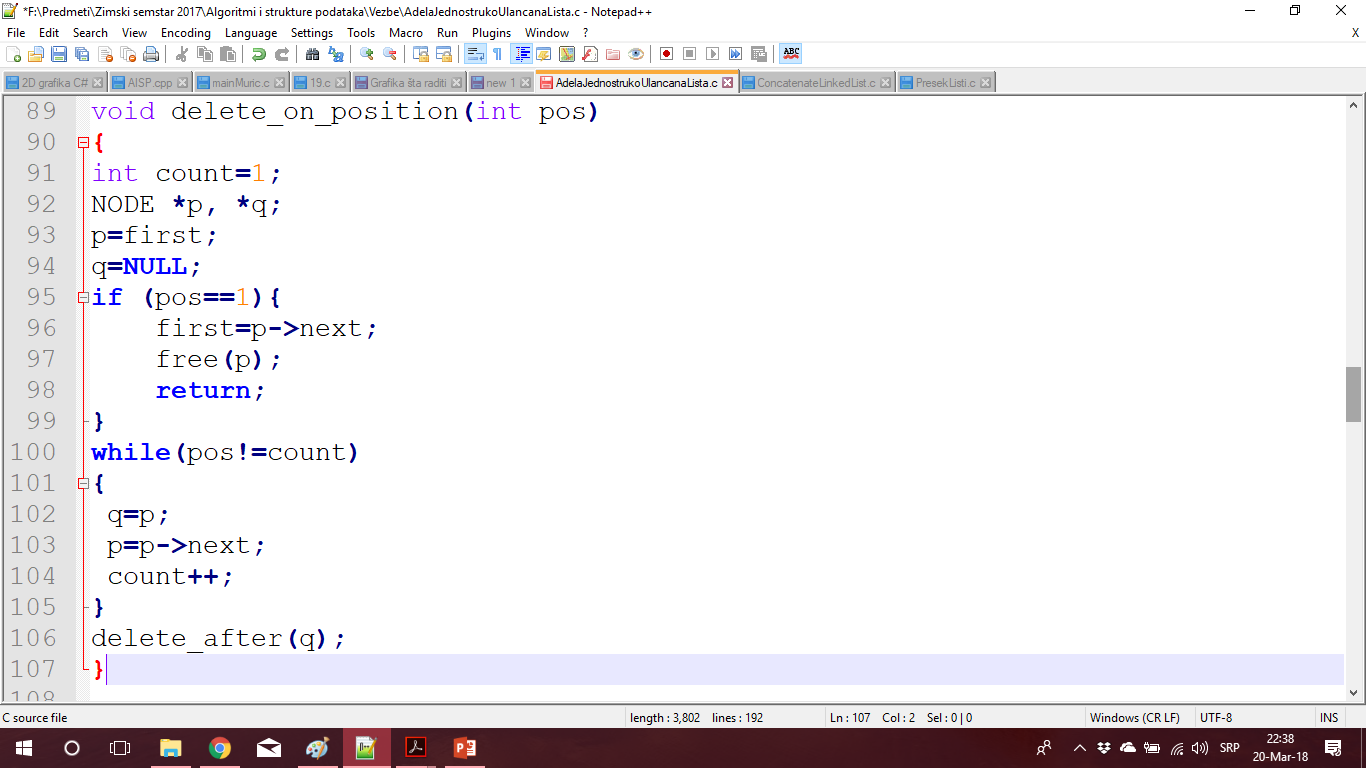 *F:\Predmeti\Zimski semstar 2017\Algoritmi i strukture podataka\Vezbe\AdelaJednostrukoUlancanaLista.c - Notepad++
File Edit Search View Encoding Language Settings Tools Macro Run Plugins Window ? X
2D grafika C# AISP.cpp mainMuric.c 19.c Grafika šta raditi new 1 AdelaJednostrukoUlancanaLista.c ConcatenateLinkedList.c PresekListi.c
89 void delete_on_position(int pos)
90 {
91 int count=1;
92 NODE *p, *q;
93 p=first;
94 q=NULL;
95 if (pos==1){
96 first=p->next;
97 free(p);
98 return;
99 }
100 while(pos!=count)
101 {
102 q=p;
103 p=p->next;
104 count++;
105 }
106 delete_after(q);
107 }
108
C source file length : 3,802 lines : 192 Ln : 107 Col : 2 Sel : 0 | 0 Windows (CR LF) UTF-8 INS
SRP 22:38
20-Mar-18